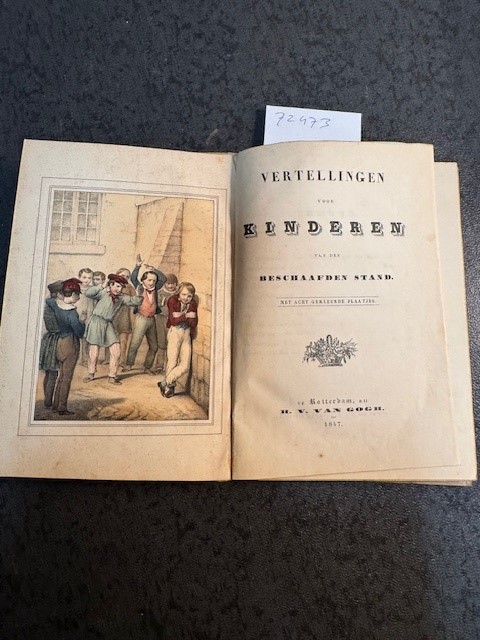 72473
VERTELLINGEN
VOOR
KINDEREN
VAN DEN
BESCHAAFDEN STAND.
MET ACHT GEKLEURDE PLAATJES.
TE Rotterdam, BIJ
H. V. VAN GOGH.
1847.